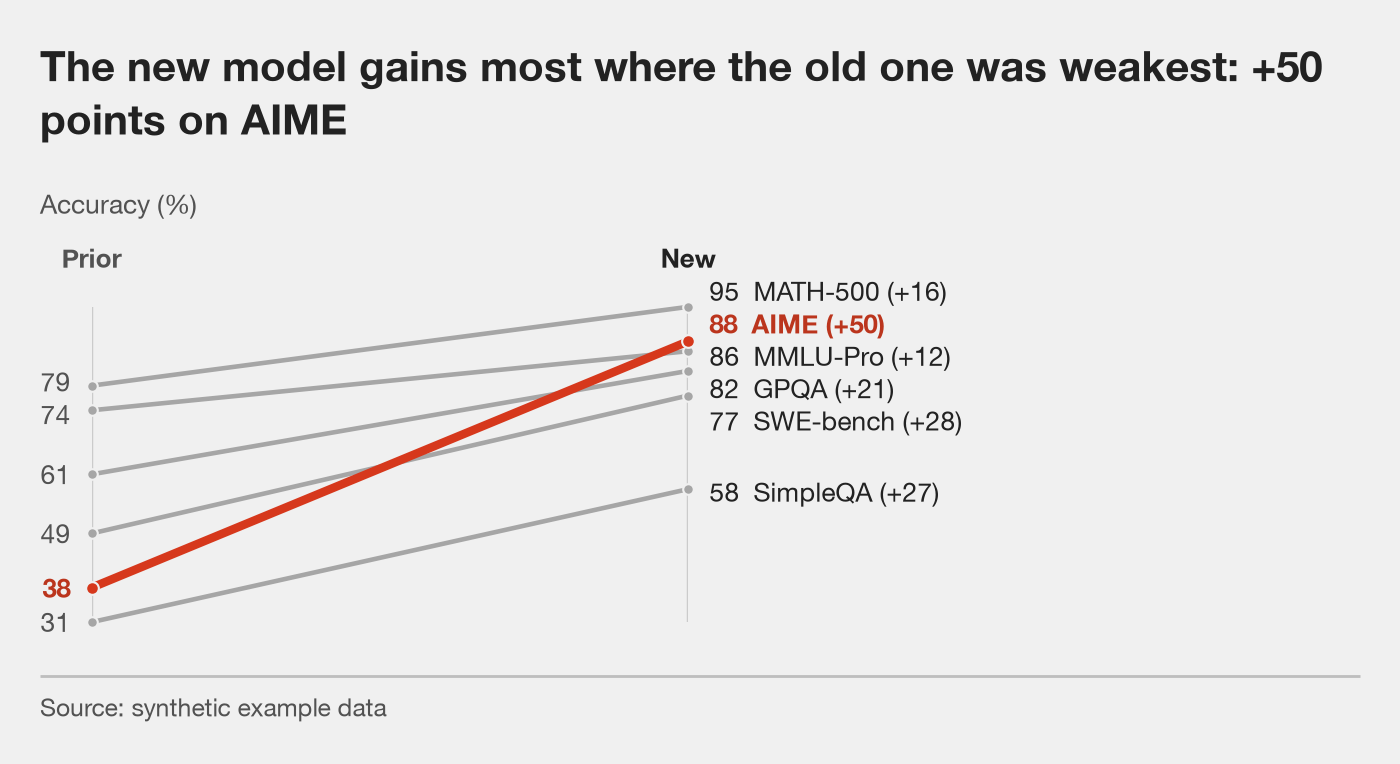 The new model gains most where the old one was weakest: +50
points on AIME
Accuracy (%)
Prior
New
95 MATH-500 (+16)
88 AIME (+50)
86 MMLU-Pro (+12)
82 GPQA (+21)
77 SWE-bench (+28)
58 SimpleQA (+27)
79
74
61
49
38
31
Source: synthetic example data